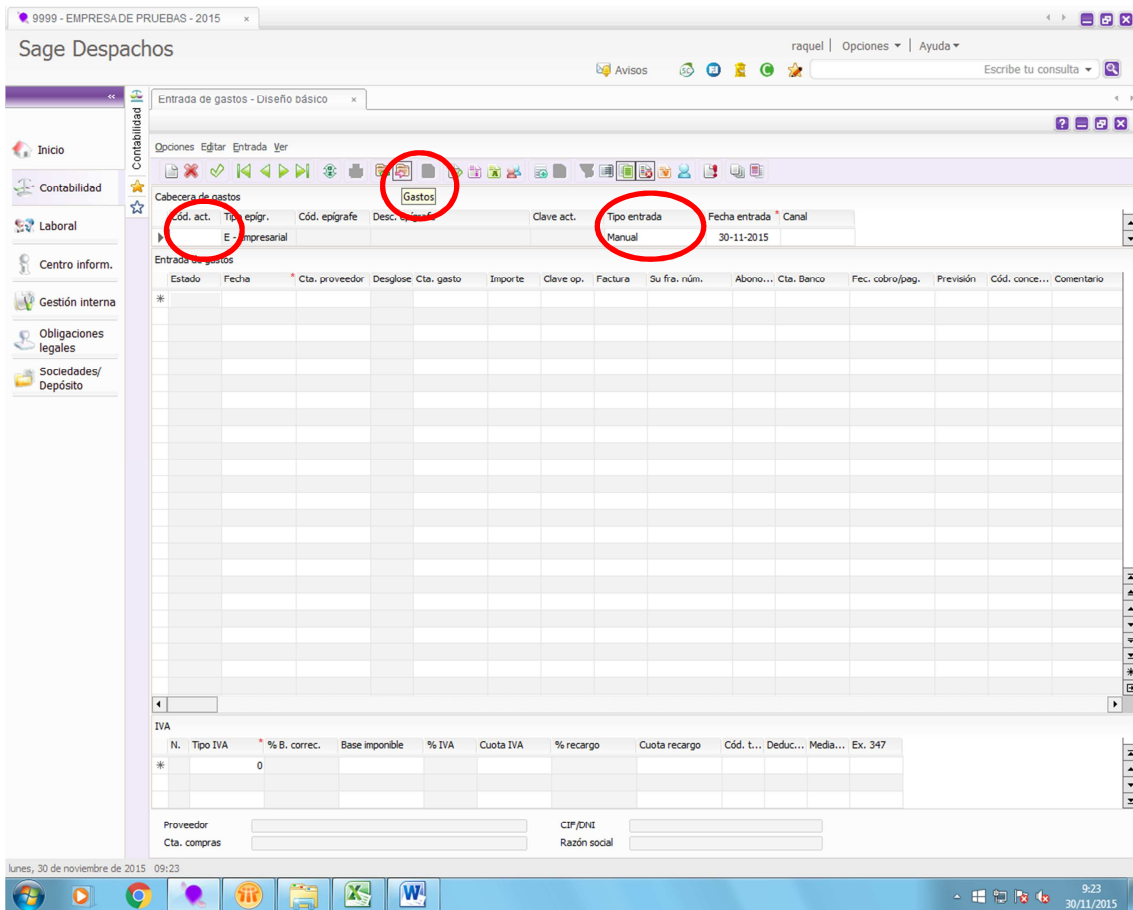 9999 - EMPRESA DE PRUEBAS - 2015 ×
Sage Despachos
raquel | Opciones | Ayuda
Avisos
Escribe tu consulta
Contabilidad
Entrada de gastos - Diseño básico ×
Inicio
Contabilidad
Laboral
Centro inform.
Gestión interna
Obligaciones
legales
Sociedades/
Depósito
Opciones Editar Entrada Ver
Gastos
Cabecera de gastos
Cód. act. Tipo epígr. Cód. epígrafe Desc. epígrafe Clave act. Tipo entrada Fecha entrada * Canal
E - Empresarial Manual 30-11-2015
Entrada de gastos
Estado Fecha * Cta. proveedor Desglose Cta. gasto Importe Clave op. Factura Su fra. núm. Abono... Cta. Banco Fec. cobro/pag. Previsión Cód. conce... Comentario
IVA
N. Tipo IVA * % B. correc. Base imponible % IVA Cuota IVA % recargo Cuota recargo Cód. t... Deduc... Media... Ex. 347
0
Proveedor CIF/DNI
Cta. compras Razón social
lunes, 30 de noviembre de 2015 09:23
9:23
30/11/2015